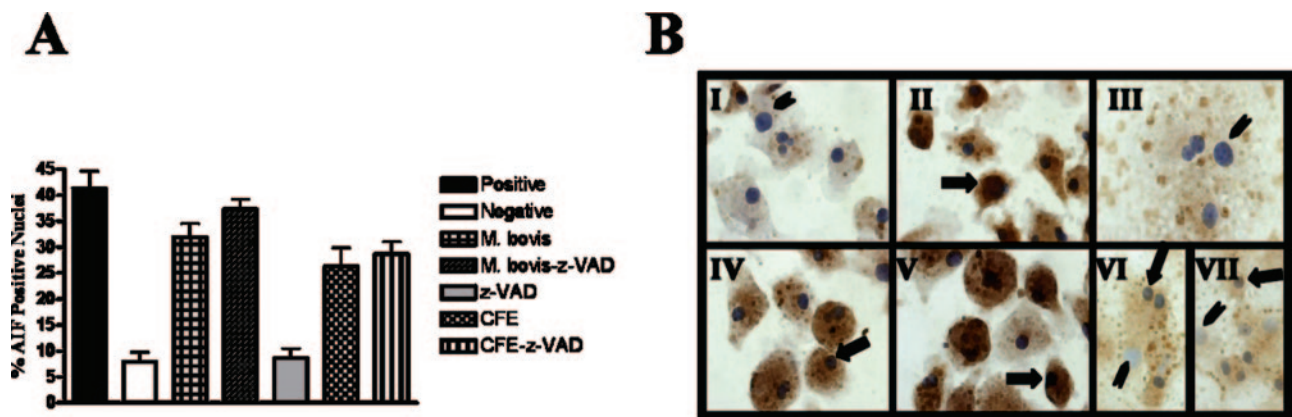 A
B
% AIF Positive Nuclei
45
40
35
30
25
20
15
10
5
0
Positive
Negative
M. bovis
M. bovis-z-VAD
z-VAD
CFE
CFE-z-VAD
I
II
III
IV
V
VI
VII